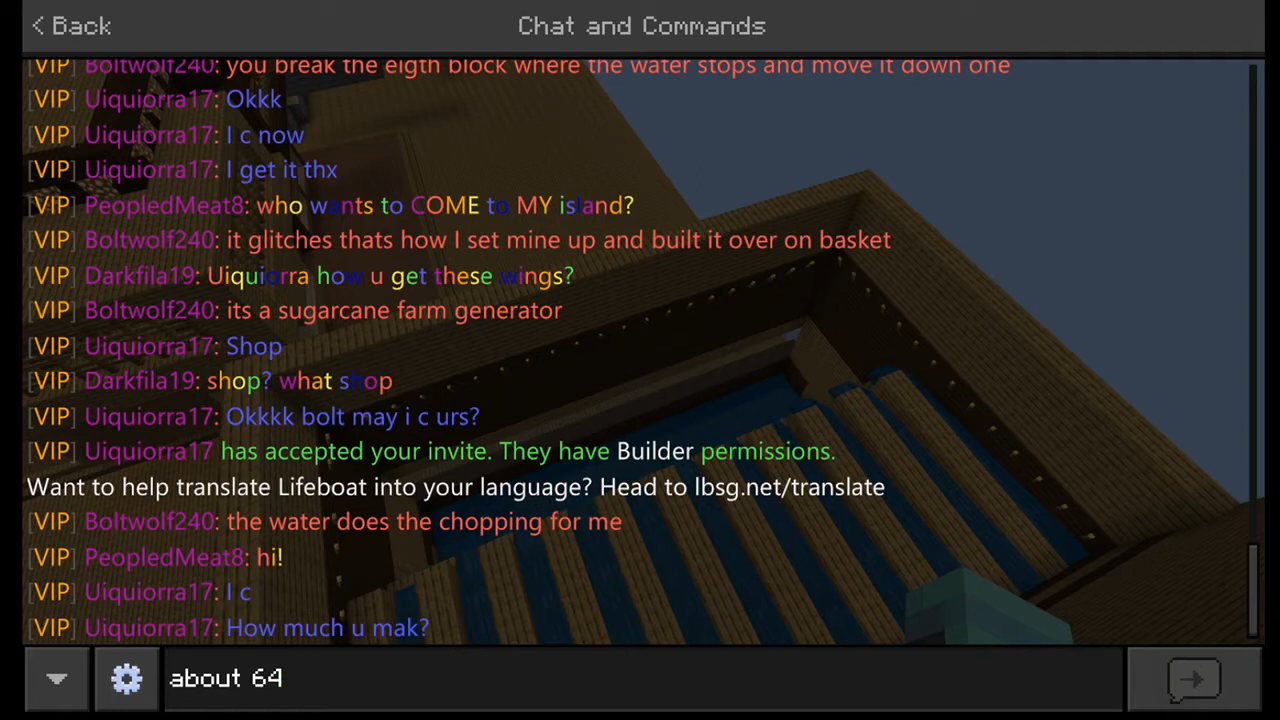 Back
Chat and Commands
[VIP] Boltwolf240: you break the eigth block where the water stops and move it down one
[VIP] Uiquiorra17: Okkk
[VIP] Uiquiorra17: I c now
[VIP] Uiquiorra17: I get it thx
[VIP] PeopledMeat8: who wants to COME to MY island?
[VIP] Boltwolf240: it glitches thats how I set mine up and built it over on basket
[VIP] Darkfila19: Uiquiorra how u get these wings?
[VIP] Boltwolf240: its a sugarcane farm generator
[VIP] Uiquiorra17: Shop
[VIP] Darkfila19: shop? what shop
[VIP] Uiquiorra17: Okkkk bolt may i c urs?
Uiquiorra17 has accepted your invite. They have Builder permissions.
Want to help translate Lifeboat into your language? Head to lbsg.net/translate
[VIP] Boltwolf240: the water does the chopping for me
[VIP] PeopledMeat8: hi!
[VIP] Uiquiorra17: I c
[VIP] Uiquiorra17: How much u mak?
about 64